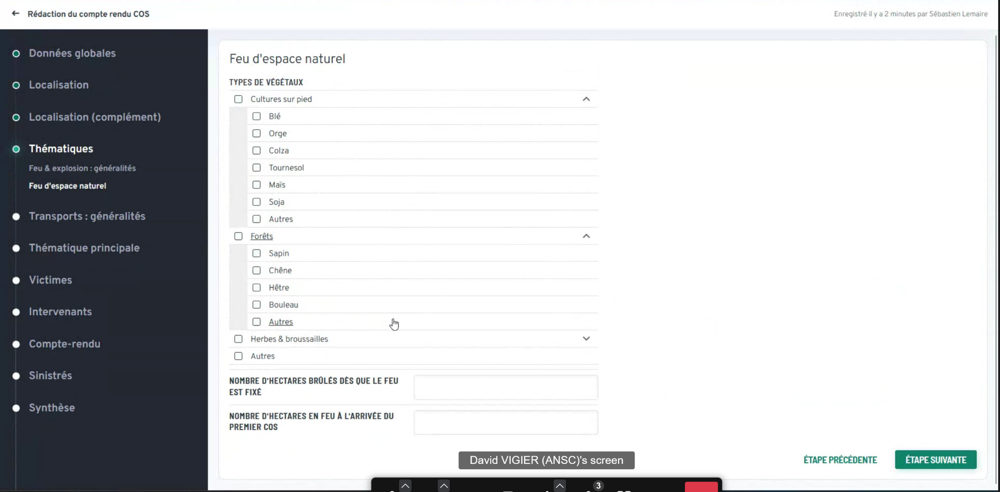 Rédaction du compte rendu COS
Enregistré il y a 2 minutes par Sébastien Lemaire
Données globales
Localisation
Localisation (complément)
Thématiques
Feu & explosion : généralités
Feu d'espace naturel
Transports : généralités
Thématique principale
Victimes
Intervenants
Compte-rendu
Sinistrés
Synthèse
Feu d'espace naturel
TYPES DE VÉGÉTAUX
Cultures sur pied
Blé
Orge
Colza
Tournesol
Maïs
Soja
Autres
Forêts
Sapin
Chêne
Hêtre
Bouleau
Autres
Herbes & broussailles
Autres
NOMBRE D'HECTARES BRÛLÉS DÈS QUE LE FEU
EST FIXÉ
NOMBRE D'HECTARES EN FEU À L'ARRIVÉE DU
PREMIER COS
ÉTAPE PRÉCÉDENTE
ÉTAPE SUIVANTE
David VIGIER (ANSC)'s screen
3